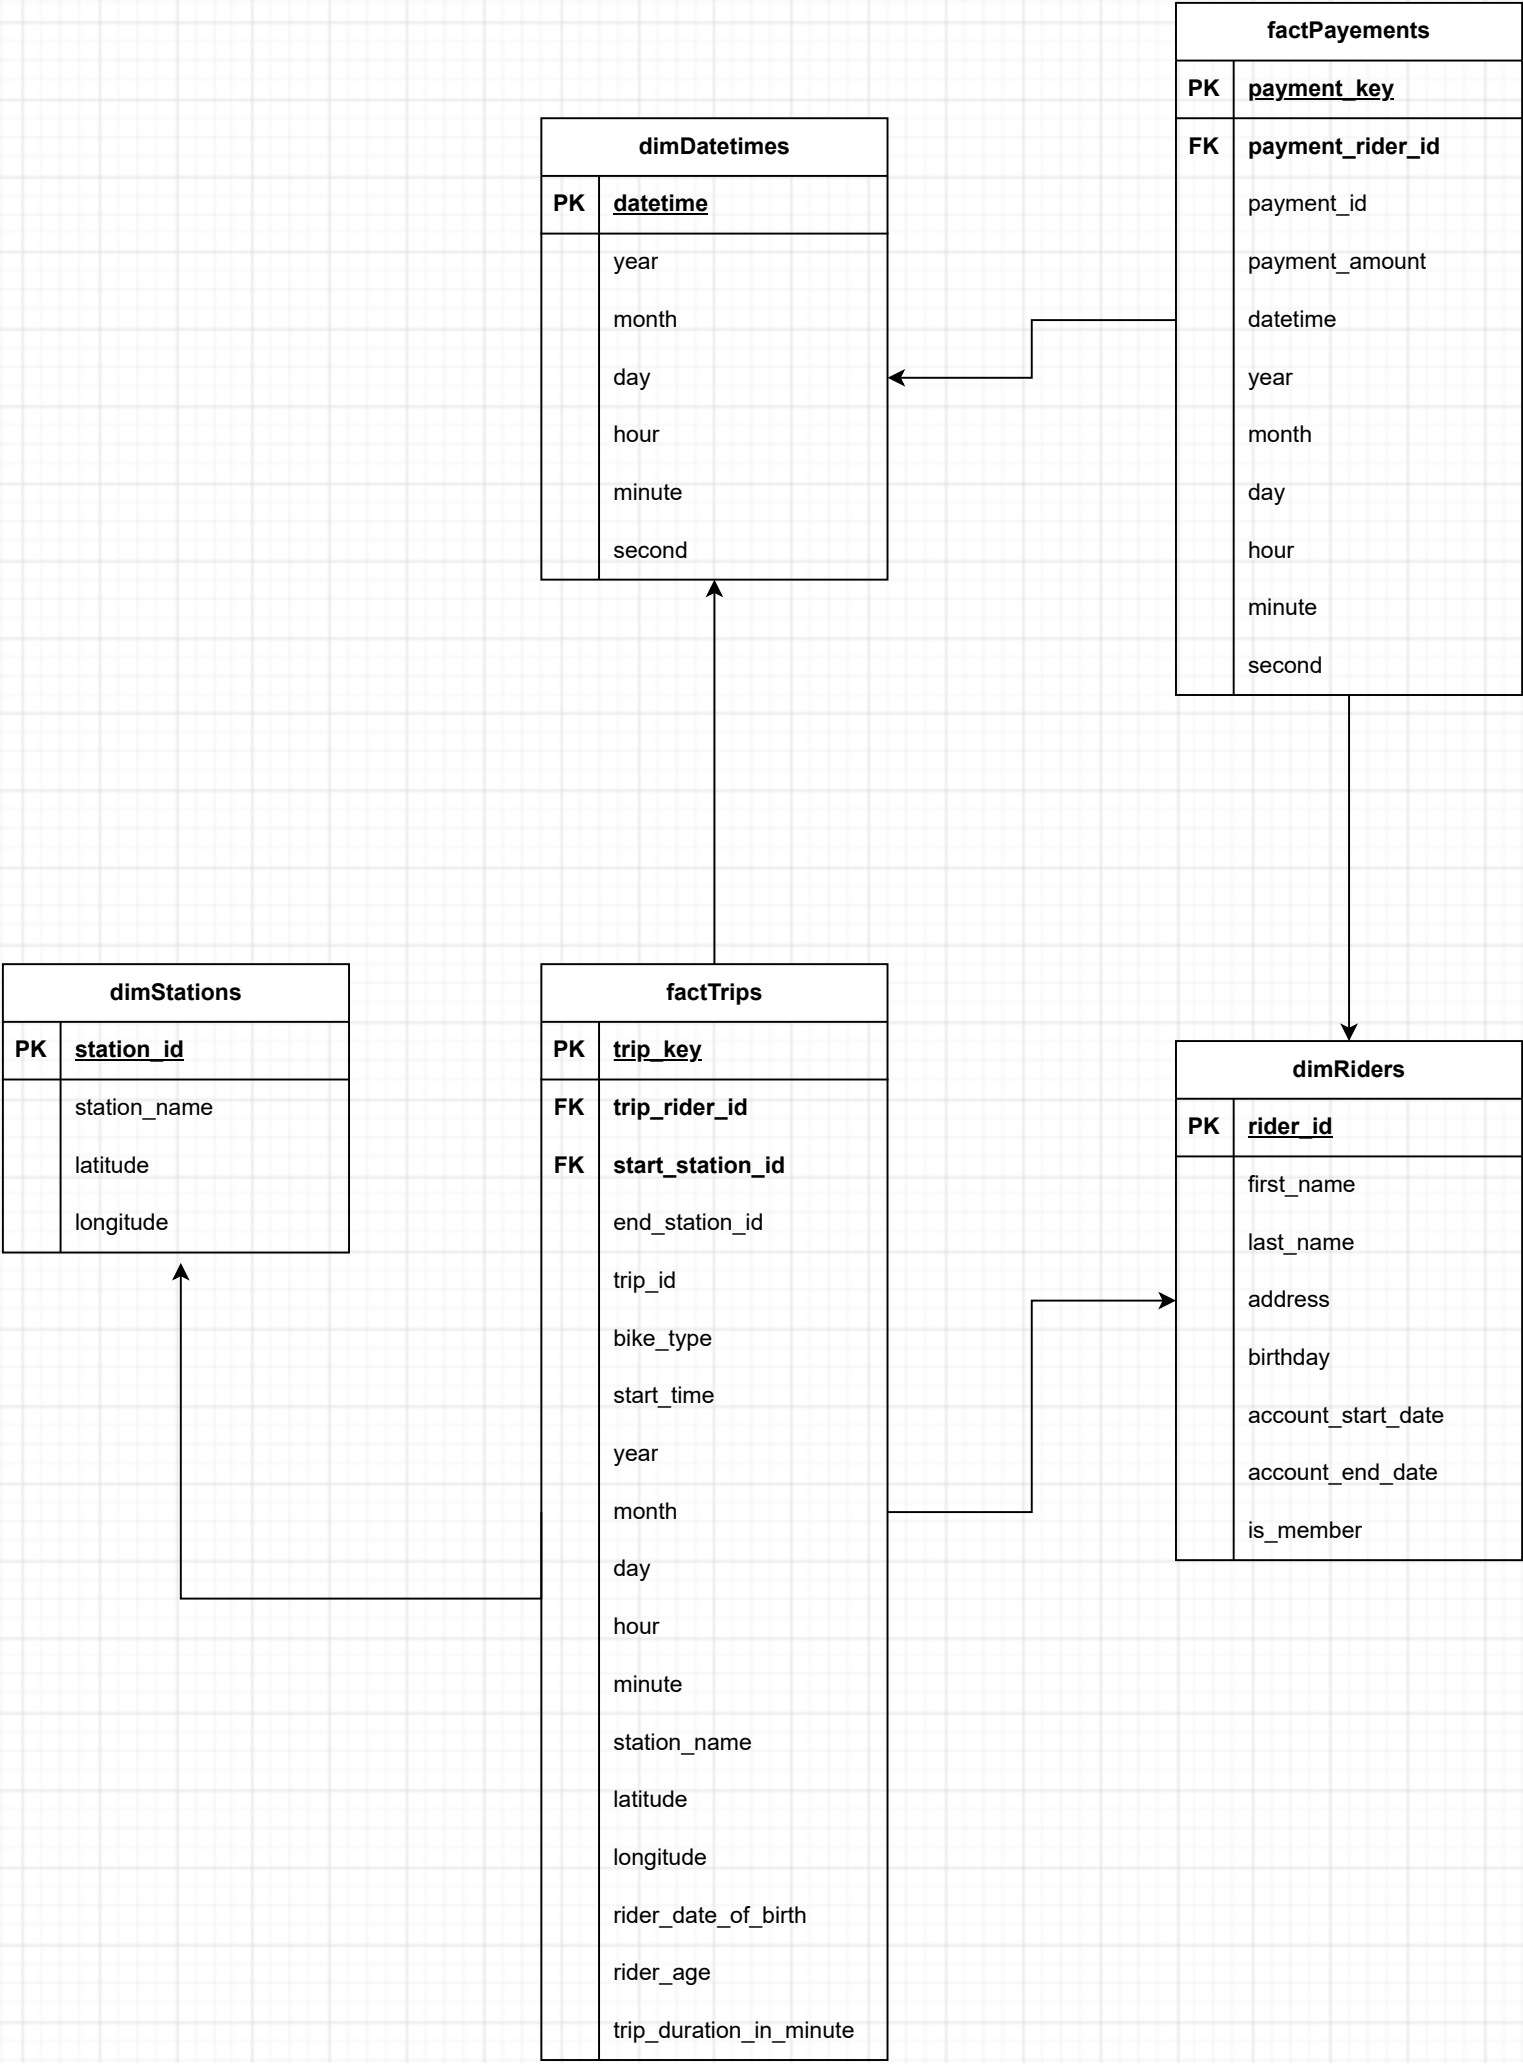 factPayements
PK payment_key
FK payment_rider_id
payment_id
payment_amount
datetime
year
month
day
hour
minute
second
dimDatetimes
PK datetime
year
month
day
hour
minute
second
dimStations
PK station_id
station_name
latitude
longitude
factTrips
PK trip_key
FK trip_rider_id
FK start_station_id
end_station_id
trip_id
bike_type
start_time
year
month
day
hour
minute
station_name
latitude
longitude
rider_date_of_birth
rider_age
trip_duration_in_minute
dimRiders
PK rider_id
first_name
last_name
address
birthday
account_start_date
account_end_date
is_member